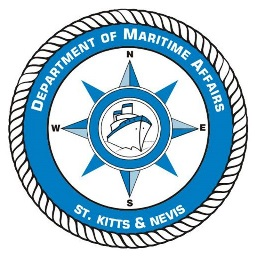 DEPARTMENT OF MARITIME AFFAIRS
N
W E
S
ST. KITTS & NEVIS